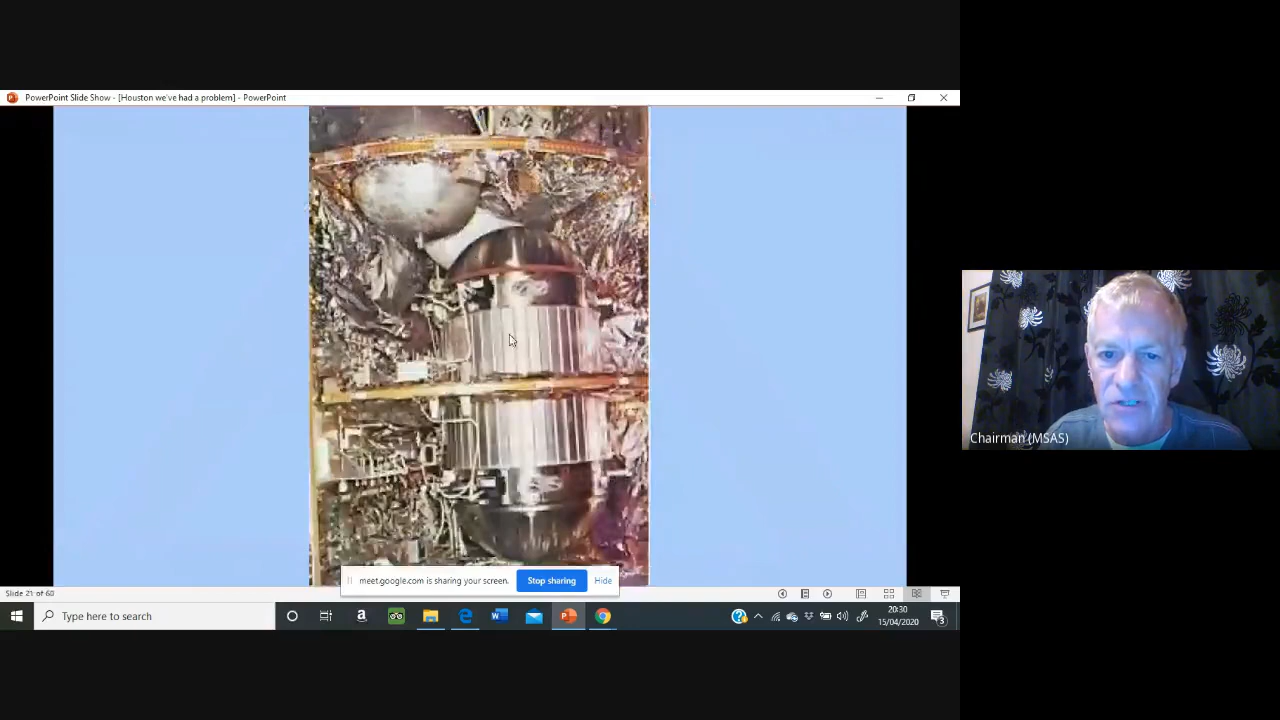 PowerPoint Slide Show - [Houston we've had a problem] - PowerPoint
Chairman (MSAS)
meet.google.com is sharing your screen.
Stop sharing
Hide
Slide 21 of 60
Type here to search
20:30
15/04/2020
3